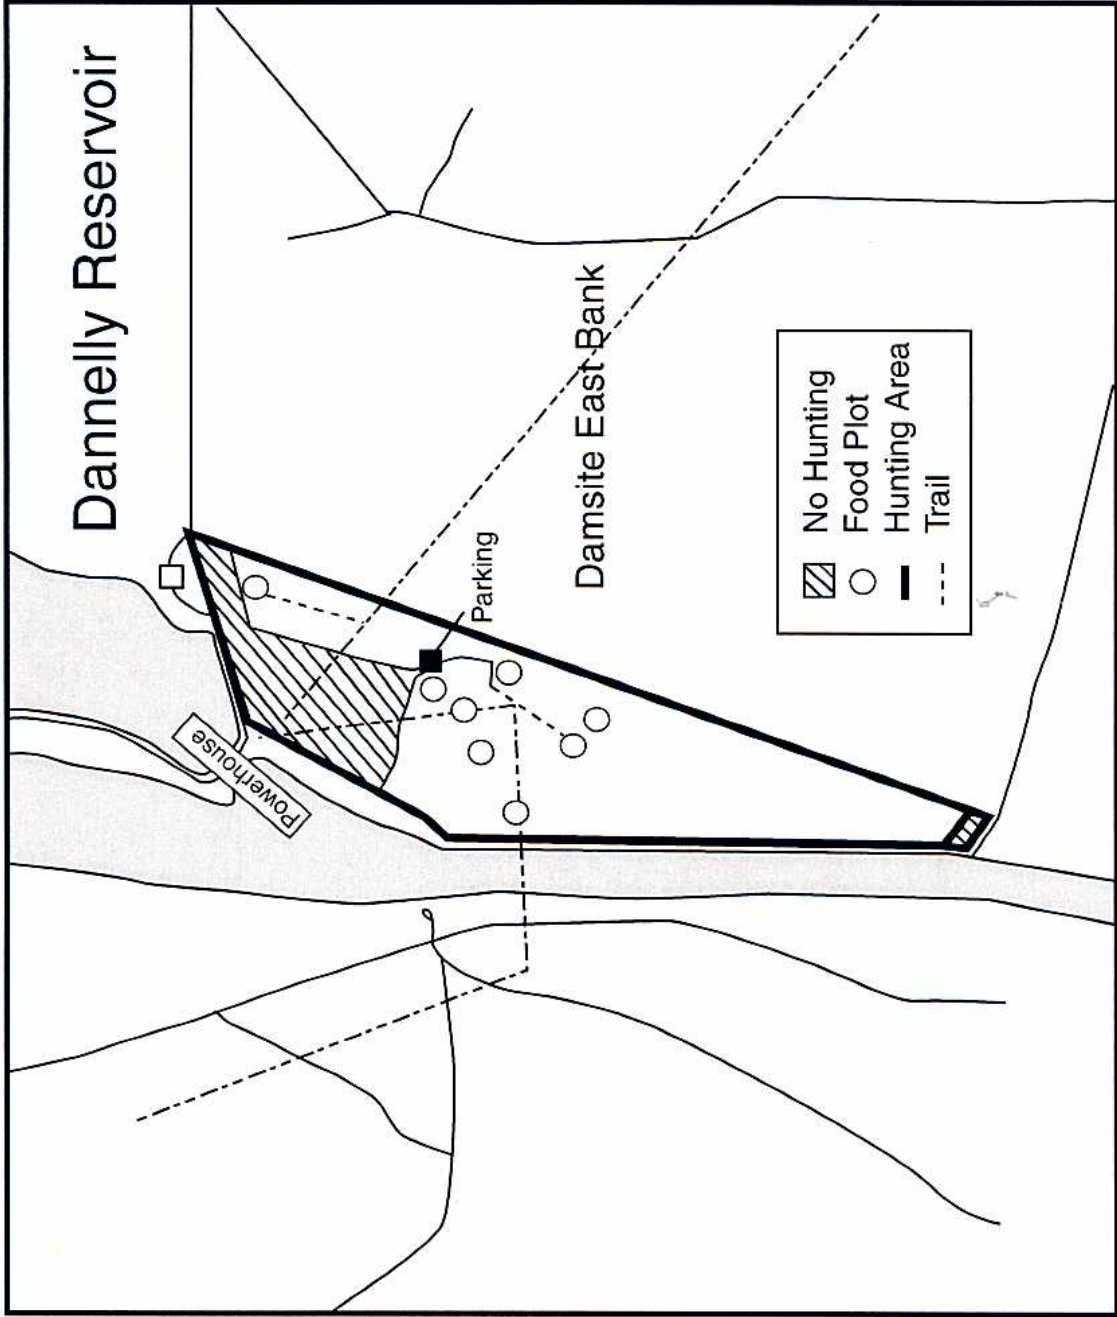 Dannelly Reservoir
Damsite East Bank
Parking
Powerhouse
No Hunting
Food Plot
Hunting Area
Trail